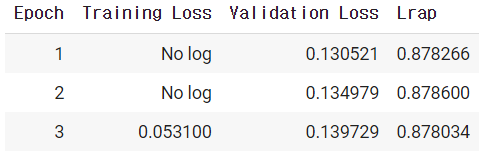 Epoch Training Loss Validation Loss Lrap
1 No log 0.130521 0.878266
2 No log 0.134979 0.878600
3 0.053100 0.139729 0.878034